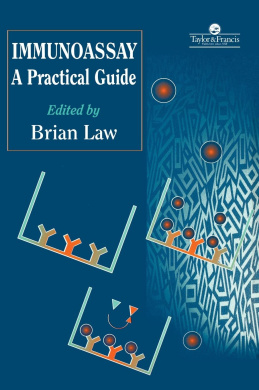 IMMUNOASSAY
A Practical Guide
Edited by
Brian Law
Taylor & Francis